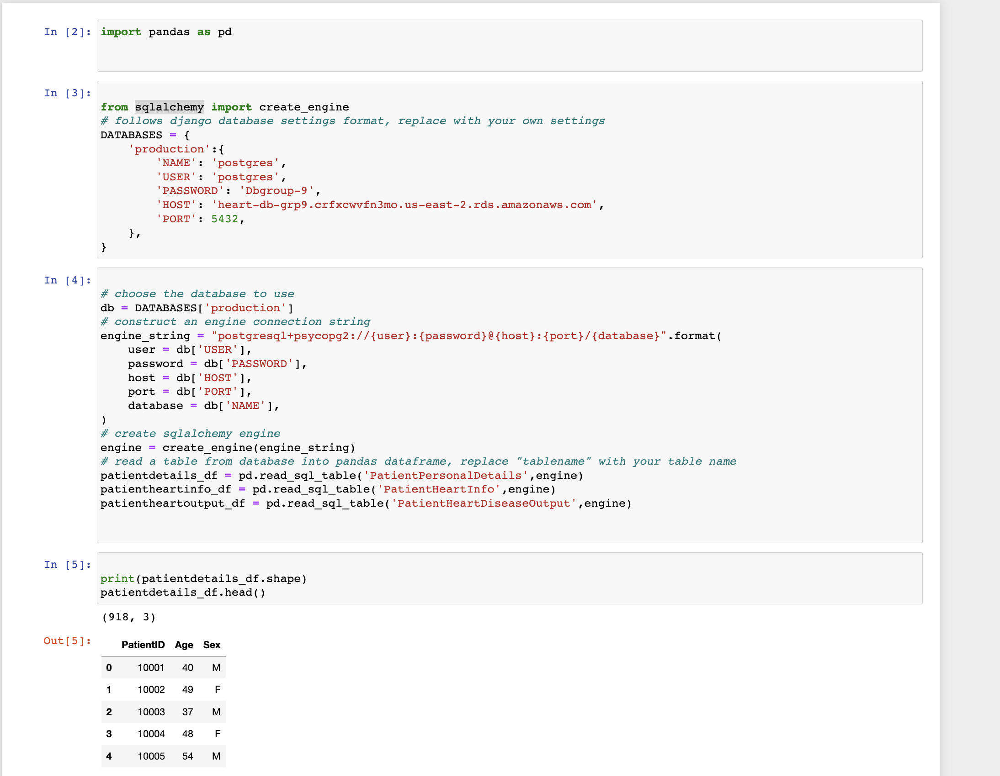 In [2]: import pandas as pd
In [3]:
from sqlalchemy import create_engine
# follows django database settings format, replace with your own settings
DATABASES = {
    'production':{
        'NAME': 'postgres',
        'USER': 'postgres',
        'PASSWORD': 'Dbgroup-9',
        'HOST': 'heart-db-grp9.crfxcwvfn3mo.us-east-2.rds.amazonaws.com',
        'PORT': 5432,
    },
}
In [4]:
# choose the database to use
db = DATABASES['production']
# construct an engine connection string
engine_string = "postgresql+psycopg2://{user}:{password}@{host}:{port}/{database}".format(
    user = db['USER'],
    password = db['PASSWORD'],
    host = db['HOST'],
    port = db['PORT'],
    database = db['NAME'],
)
# create sqlalchemy engine
engine = create_engine(engine_string)
# read a table from database into pandas dataframe, replace "tablename" with your table name
patientdetails_df = pd.read_sql_table('PatientPersonalDetails',engine)
patientheartinfo_df = pd.read_sql_table('PatientHeartInfo',engine)
patientheartoutput_df = pd.read_sql_table('PatientHeartDiseaseOutput',engine)
In [5]:
print(patientdetails_df.shape)
patientdetails_df.head()
(918, 3)
Out[5]:
PatientID Age Sex
0 10001 40 M
1 10002 49 F
2 10003 37 M
3 10004 48 F
4 10005 54 M